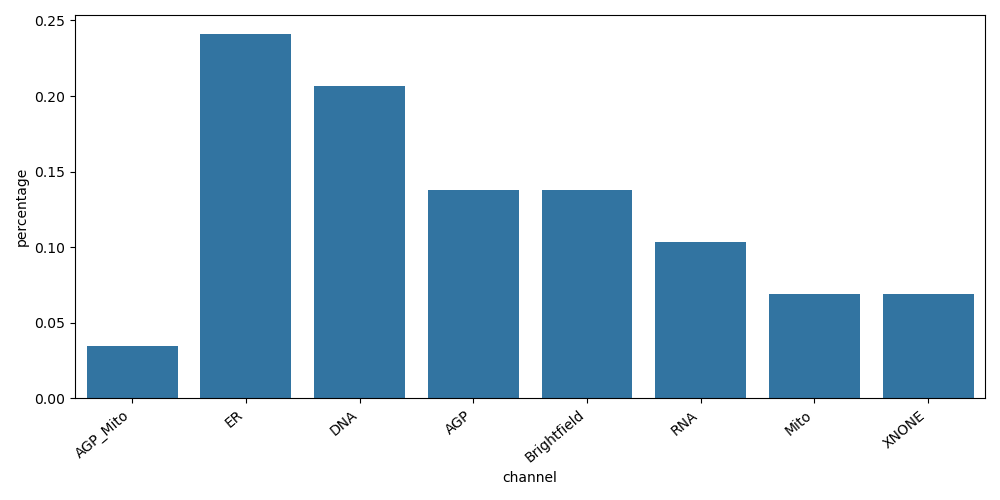 percentage
0.25
0.20
0.15
0.10
0.05
0.00
AGP_Mito
ER
DNA
AGP
Brightfield
RNA
Mito
XNONE
channel